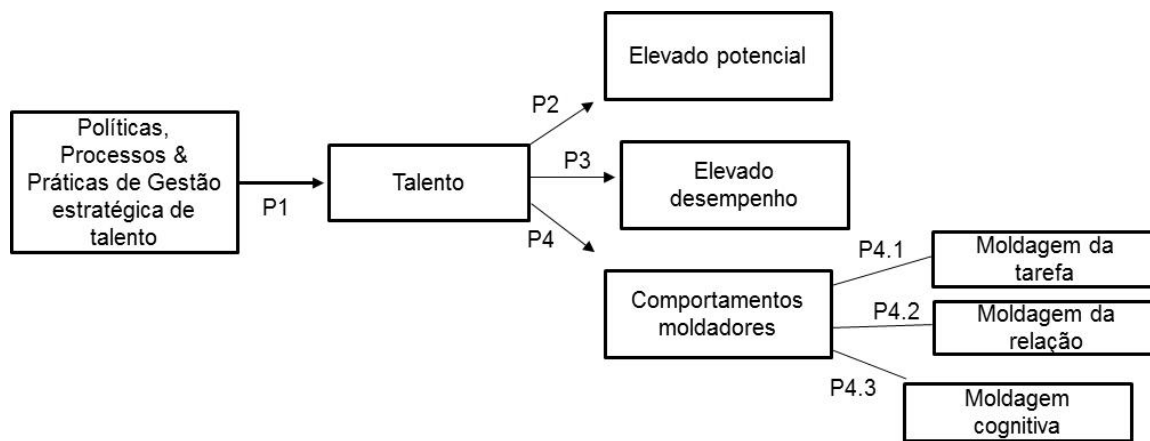 Políticas,
Processos &
Práticas de Gestão
estratégica de
talento
P1
Talento
P2
P3
P4
Elevado potencial
Elevado
desempenho
Comportamentos
moldadores
P4.1
P4.2
P4.3
Moldagem da
tarefa
Moldagem da
relação
Moldagem
cognitiva